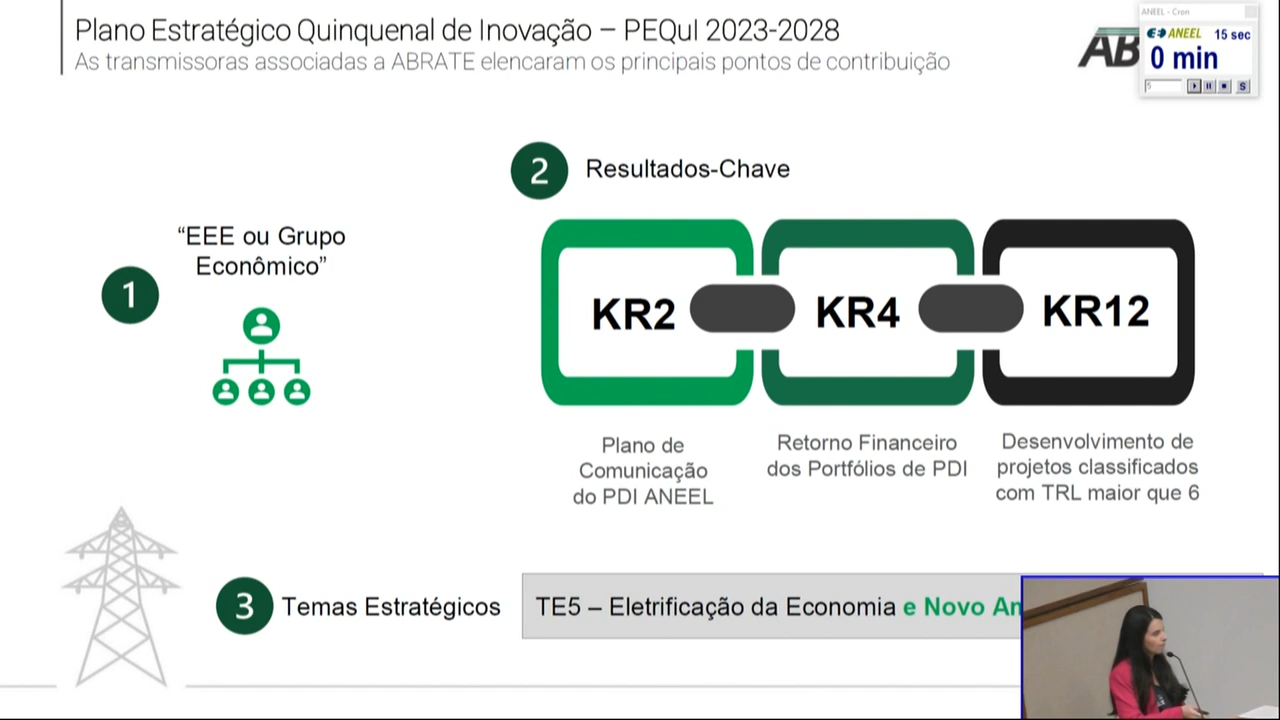 Plano Estratégico Quinquenal de Inovação – PEQuI 2023-2028
As transmissoras associadas a ABRATE elencaram os principais pontos de contribuição
AB
ANEEL - Cron
ANEEL 15 sec
0 min
5
S
2 Resultados-Chave
1
“EEE ou Grupo
Econômico”
KR2
KR4
KR12
Plano de
Comunicação
do PDI ANEEL
Retorno Financeiro
dos Portfólios de PDI
Desenvolvimento de
projetos classificados
com TRL maior que 6
3 Temas Estratégicos
TE5 – Eletrificação da Economia e Novo